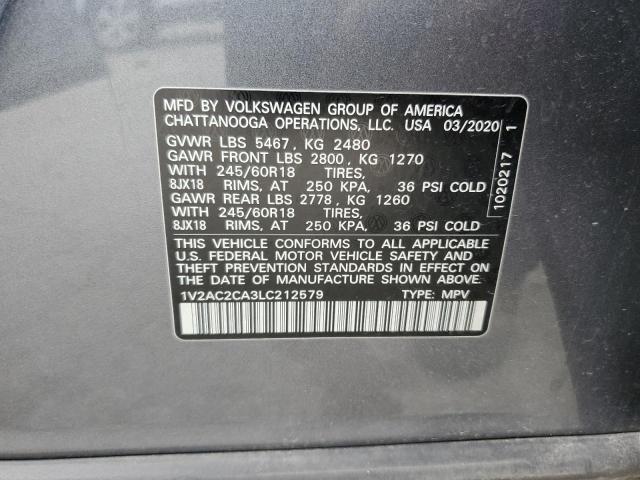 MFD BY VOLKSWAGEN GROUP OF AMERICA
CHATTANOOGA OPERATIONS, LLC. USA 03/2020
GVWR LBS 5467, KG 2480
GAWR FRONT LBS 2800, KG 1270
WITH 245/60R18 TIRES,
8JX18 RIMS, AT 250 KPA, 36 PSI COLD
GAWR REAR LBS 2778, KG 1260
WITH 245/60R18 TIRES,
8JX18 RIMS, AT 250 KPA, 36 PSI COLD
THIS VEHICLE CONFORMS TO ALL APPLICABLE
U.S. FEDERAL MOTOR VEHICLE SAFETY AND
THEFT PREVENTION STANDARDS IN EFFECT ON
THE DATE OF MANUFACTURE SHOWN ABOVE.
1V2AC2CA3LC212579 TYPE: MPV
1020217 1